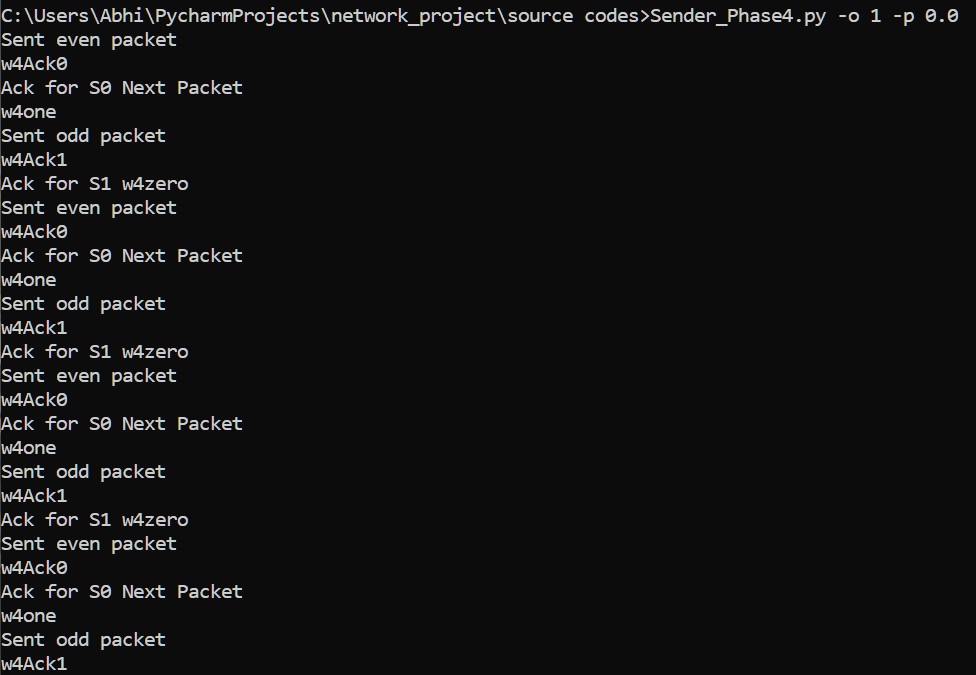 C:\Users\Abhi\PycharmProjects\network_project\source codes>Sender_Phase4.py -o 1 -p 0.0
Sent even packet
w4Ack0
Ack for S0 Next Packet
w4one
Sent odd packet
w4Ack1
Ack for S1 w4zero
Sent even packet
w4Ack0
Ack for S0 Next Packet
w4one
Sent odd packet
w4Ack1
Ack for S1 w4zero
Sent even packet
w4Ack0
Ack for S0 Next Packet
w4one
Sent odd packet
w4Ack1
Ack for S1 w4zero
Sent even packet
w4Ack0
Ack for S0 Next Packet
w4one
Sent odd packet
w4Ack1